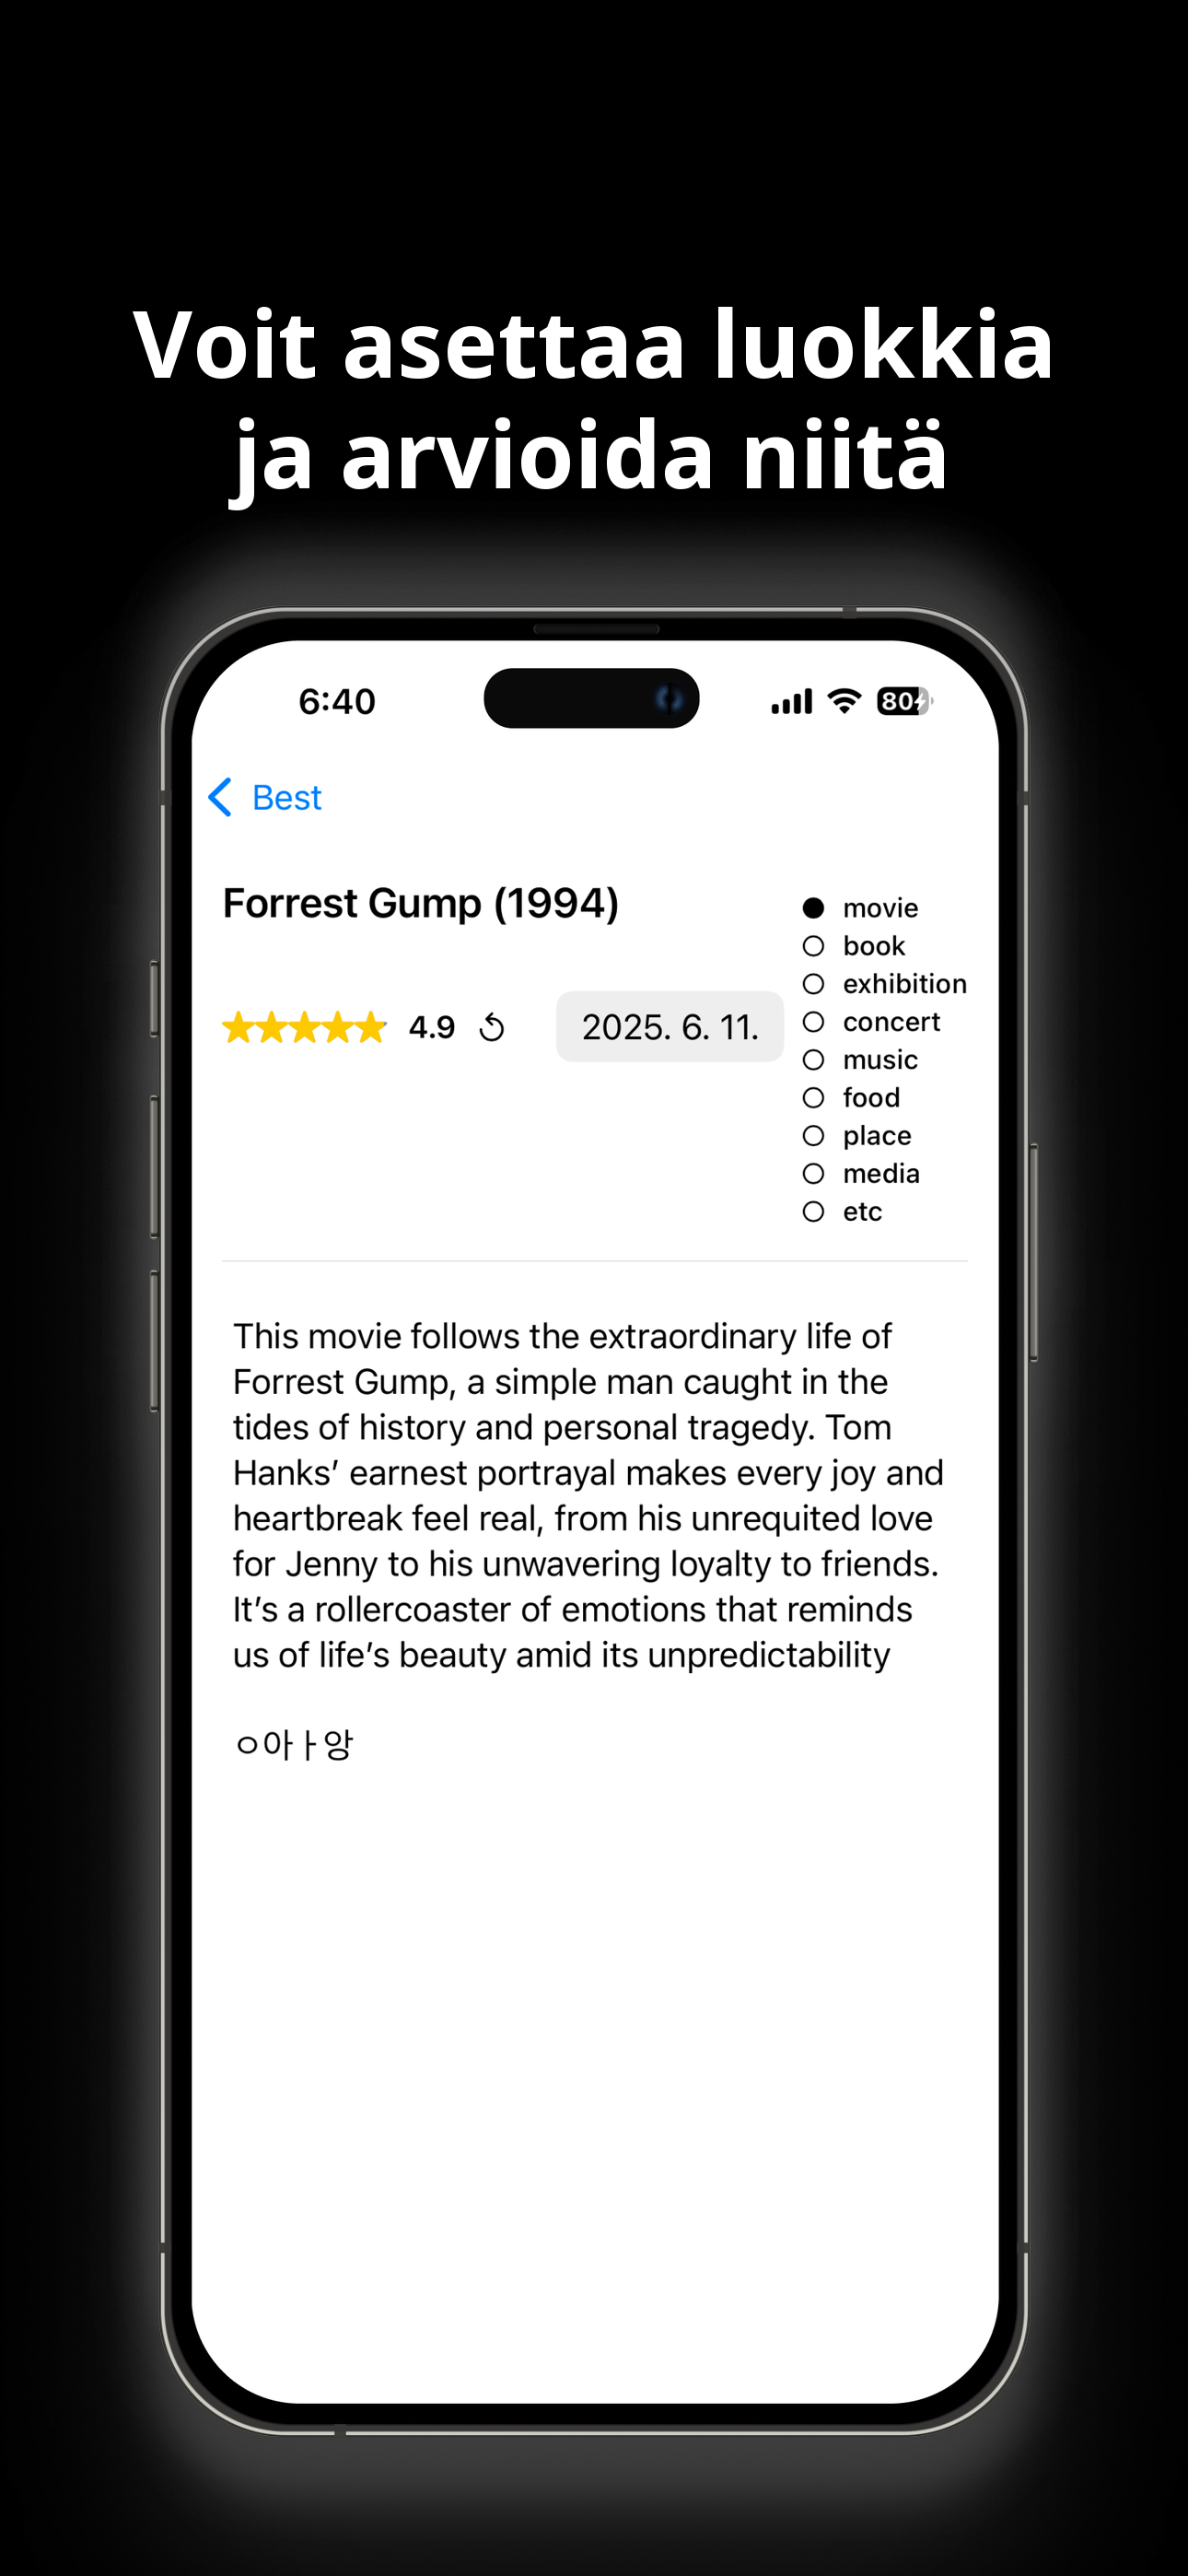 Voit asettaa luokkia
ja arvioida niitä
6:40
80
Best
Forrest Gump (1994)
4.9
2025. 6. 11.
movie
book
exhibition
concert
music
food
place
media
etc
This movie follows the extraordinary life of
Forrest Gump, a simple man caught in the
tides of history and personal tragedy. Tom
Hanks’ earnest portrayal makes every joy and
heartbreak feel real, from his unrequited love
for Jenny to his unwavering loyalty to friends.
It’s a rollercoaster of emotions that reminds
us of life’s beauty amid its unpredictability
ㅇ아ㅏ앙